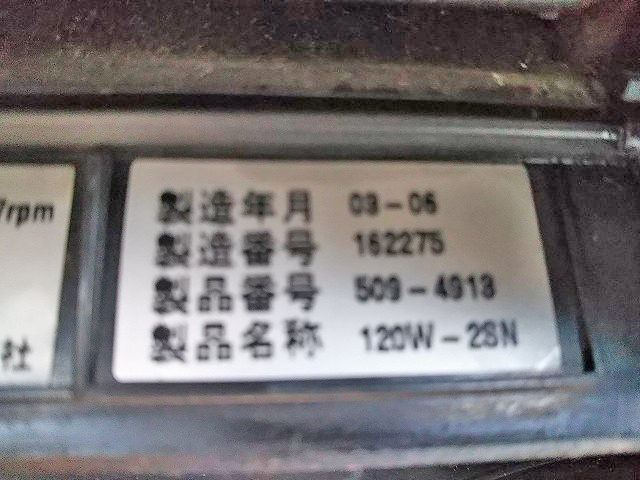 7rpm
社
製造年月 03-06
製造番号 162275
製品番号 509-4913
製品名称 120W-2SN